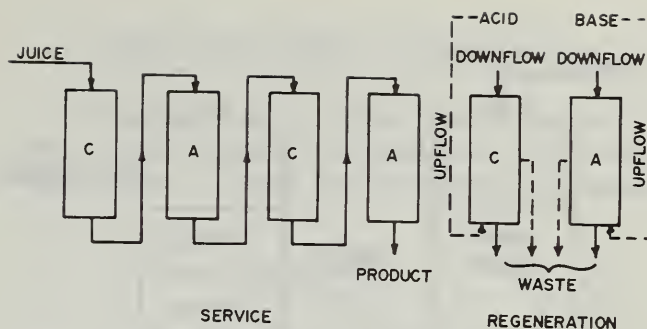 JUICE
C
A
C
A
PRODUCT
SERVICE
ACID
BASE
DOWNFLOW
DOWNFLOW
UPFLOW
C
A
UPFLOW
WASTE
REGENERATION